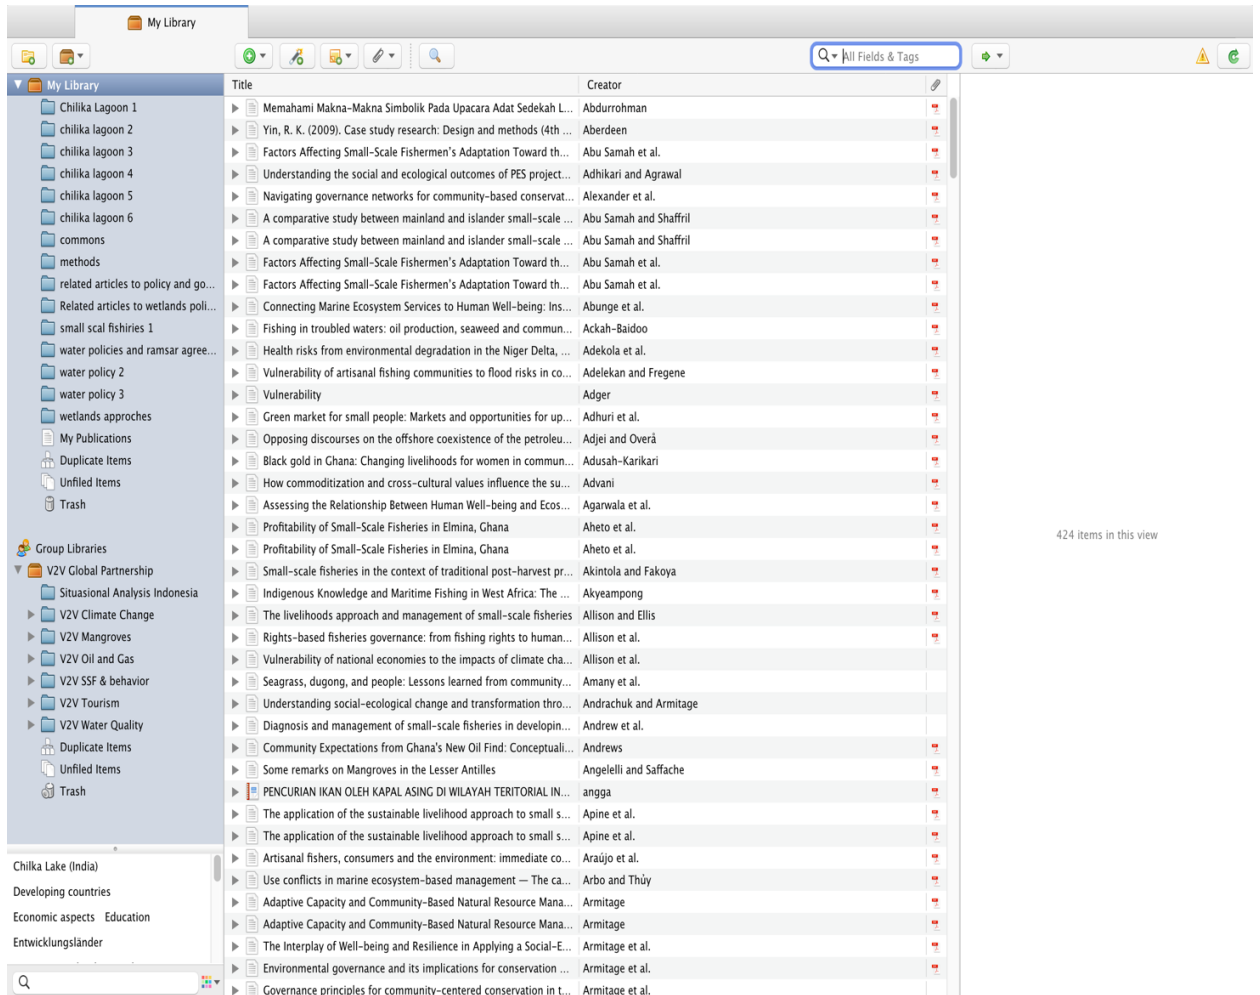 My Library
All Fields & Tags
My Library
Chilika Lagoon 1
chilika lagoon 2
chilika lagoon 3
chilika lagoon 4
chilika lagoon 5
chilika lagoon 6
commons
methods
related articles to policy and go...
Related articles to wetlands poli...
small scal fishiries 1
water policies and ramsar agree...
water policy 2
water policy 3
wetlands approches
My Publications
Duplicate Items
Unfiled Items
Trash
Group Libraries
V2V Global Partnership
Situasional Analysis Indonesia
V2V Climate Change
V2V Mangroves
V2V Oil and Gas
V2V SSF & behavior
V2V Tourism
V2V Water Quality
Duplicate Items
Unfiled Items
Trash
Chilka Lake (India)
Developing countries
Economic aspects Education
Entwicklungsländer
Title Creator
Memahami Makna-Makna Simbolik Pada Upacara Adat Sedekah L... Abdurrohman
Yin, R. K. (2009). Case study research: Design and methods (4th ... Aberdeen
Factors Affecting Small-Scale Fishermen's Adaptation Toward th... Abu Samah et al.
Understanding the social and ecological outcomes of PES project... Adhikari and Agrawal
Navigating governance networks for community-based conservat... Alexander et al.
A comparative study between mainland and islander small-scale ... Abu Samah and Shaffril
A comparative study between mainland and islander small-scale ... Abu Samah and Shaffril
Factors Affecting Small-Scale Fishermen's Adaptation Toward th... Abu Samah et al.
Factors Affecting Small-Scale Fishermen's Adaptation Toward th... Abu Samah et al.
Connecting Marine Ecosystem Services to Human Well-being: Ins... Abunge et al.
Fishing in troubled waters: oil production, seaweed and commun... Ackah-Baidoo
Health risks from environmental degradation in the Niger Delta, ... Adekola et al.
Vulnerability of artisanal fishing communities to flood risks in co... Adelekan and Fregene
Vulnerability Adger
Green market for small people: Markets and opportunities for up... Adhuri et al.
Opposing discourses on the offshore coexistence of the petroleu... Adjei and Overå
Black gold in Ghana: Changing livelihoods for women in commun... Adusah-Karikari
How commoditization and cross-cultural values influence the su... Advani
Assessing the Relationship Between Human Well-being and Ecos... Agarwala et al.
Profitability of Small-Scale Fisheries in Elmina, Ghana Aheto et al.
Profitability of Small-Scale Fisheries in Elmina, Ghana Aheto et al.
Small-scale fisheries in the context of traditional post-harvest pr... Akintola and Fakoya
Indigenous Knowledge and Maritime Fishing in West Africa: The ... Akyeampong
The livelihoods approach and management of small-scale fisheries Allison and Ellis
Rights-based fisheries governance: from fishing rights to human... Allison et al.
Vulnerability of national economies to the impacts of climate cha... Allison et al.
Seagrass, dugong, and people: Lessons learned from community... Amany et al.
Understanding social-ecological change and transformation thro... Andrachuk and Armitage
Diagnosis and management of small-scale fisheries in developin... Andrew et al.
Community Expectations from Ghana's New Oil Find: Conceptuali... Andrews
Some remarks on Mangroves in the Lesser Antilles Angelelli and Saffache
PENCURIAN IKAN OLEH KAPAL ASING DI WILAYAH TERITORIAL IN... angga
The application of the sustainable livelihood approach to small s... Apine et al.
The application of the sustainable livelihood approach to small s... Apine et al.
Artisanal fishers, consumers and the environment: immediate co... Araújo et al.
Use conflicts in marine ecosystem-based management — The ca... Arbo and Thủy
Adaptive Capacity and Community-Based Natural Resource Mana... Armitage
Adaptive Capacity and Community-Based Natural Resource Mana... Armitage
The Interplay of Well-being and Resilience in Applying a Social-E... Armitage et al.
Environmental governance and its implications for conservation ... Armitage et al.
Governance principles for community-centered conservation in t... Armitage et al.
424 items in this view